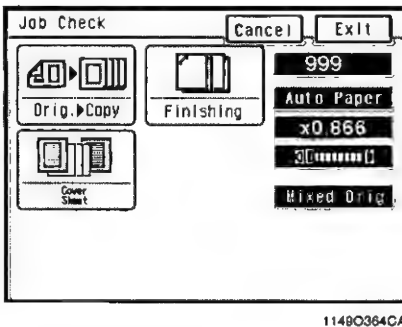 Job Check
Cancel
Exit
999
Orig.▶Copy
Finishing
Auto Paper
x0.866
Cover
Sheet
Mixed Orig.
1149O364CA